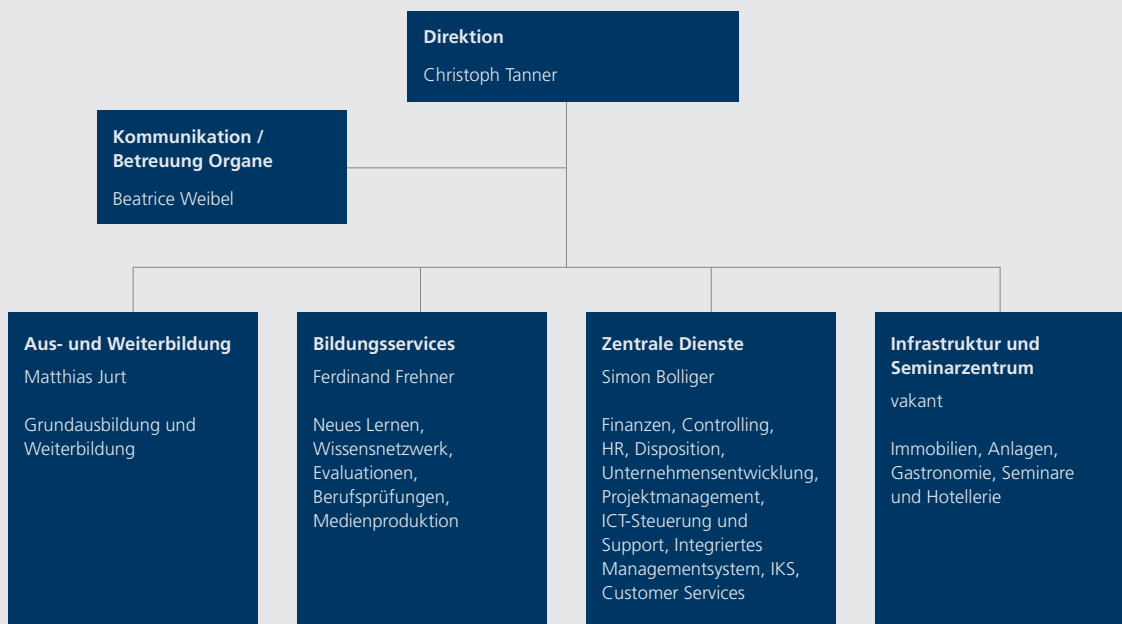 Direktion
Christoph Tanner
Kommunikation /
Betreuung Organe
Beatrice Weibel
Aus- und Weiterbildung
Matthias Jurt
Grundausbildung und
Weiterbildung
Bildungsservices
Ferdinand Frehner
Neues Lernen,
Wissensnetzwerk,
Evaluationen,
Berufsprüfungen,
Medienproduktion
Zentrale Dienste
Simon Bolliger
Finanzen, Controlling,
HR, Disposition,
Unternehmensentwicklung,
Projektmanagement,
ICT-Steuerung und
Support, Integriertes
Managementsystem, IKS,
Customer Services
Infrastruktur und
Seminarzentrum
vakant
Immobilien, Anlagen,
Gastronomie, Seminare
und Hotellerie